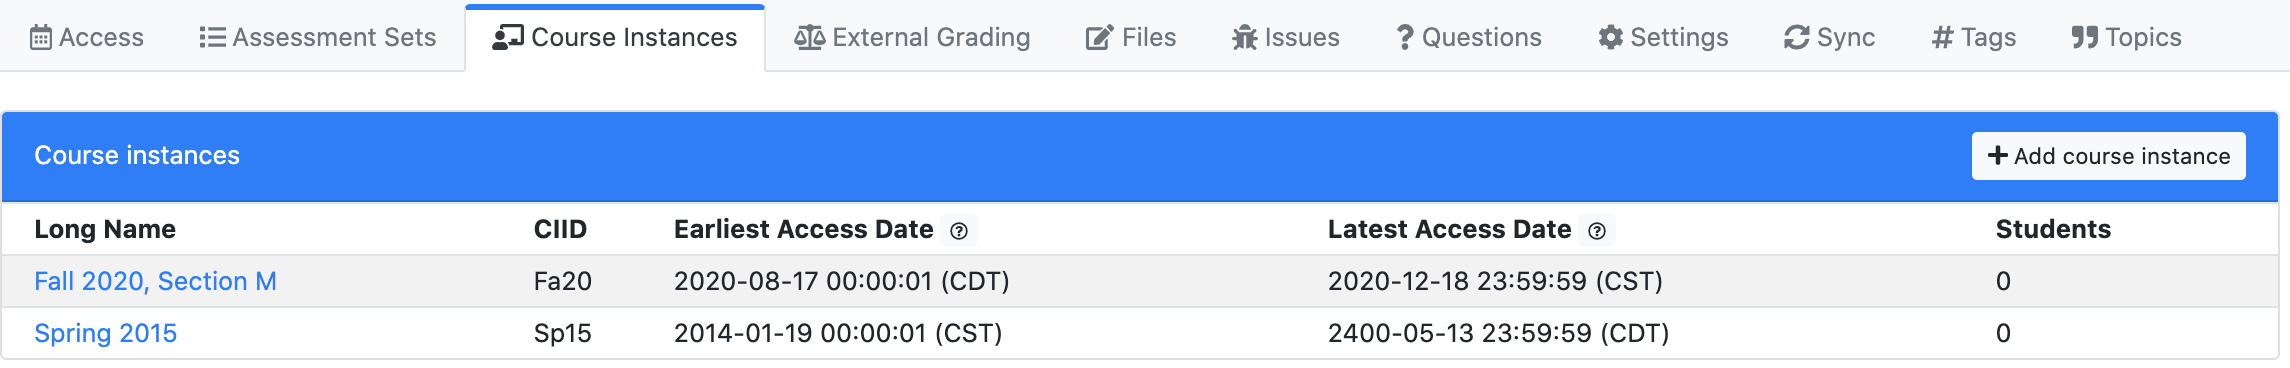 Access Assessment Sets Course Instances External Grading Files Issues ? Questions Settings Sync # Tags Topics
Course instances + Add course instance
Long Name CIID Earliest Access Date ? Latest Access Date ? Students
Fall 2020, Section M Fa20 2020-08-17 00:00:01 (CDT) 2020-12-18 23:59:59 (CST) 0
Spring 2015 Sp15 2014-01-19 00:00:01 (CST) 2400-05-13 23:59:59 (CDT) 0